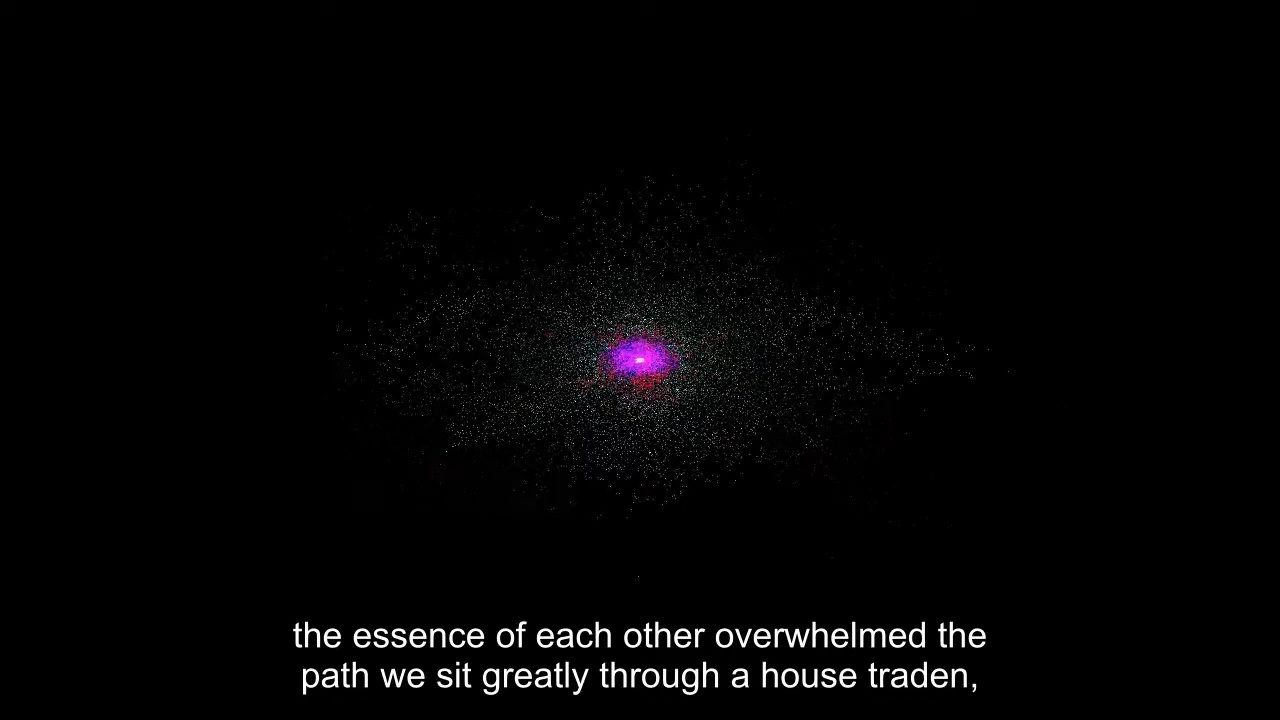 the essence of each other overwhelmed the
path we sit greatly through a house traden,